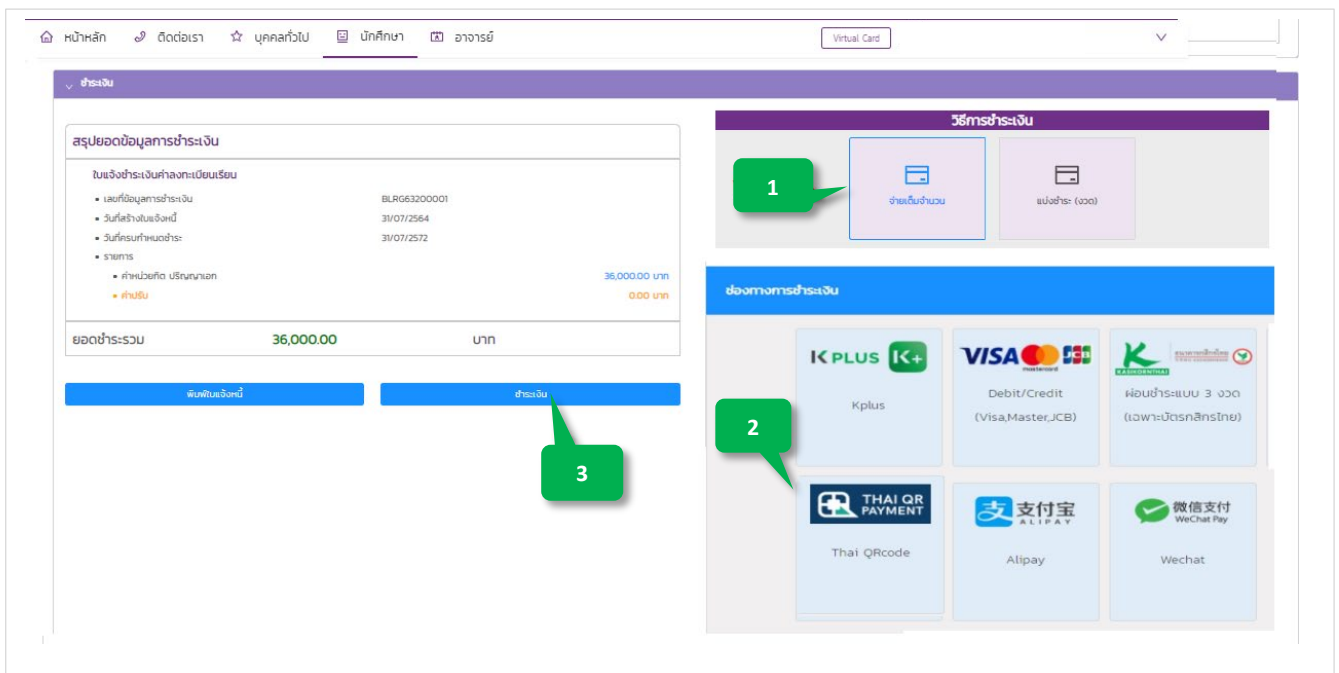 หน้าหลัก ติดต่อเรา บุคคลทั่วไป นักศึกษา อาจารย์ Virtual Card
ชำระเงิน
สรุปยอดข้อมูลการชำระเงิน
ใบแจ้งชำระเงินค่าลงทะเบียนเรียน
เลขที่ข้อมูลการชำระเงิน BLRG63200001
วันที่สร้างใบแจ้งหนี้ 31/07/2564
วันที่ครบกำหนดชำระ 31/07/2572
รายการ
ค่าหน่วยกิต ปริญญาเอก 36,000.00 บาท
ค่าปรับ 0.00 บาท
ยอดชำระรวม 36,000.00 บาท
พิมพ์ใบแจ้งหนี้ ชำระเงิน
3
วิธีการชำระเงิน
1
จ่ายเต็มจำนวน แบ่งชำระ (งวด)
ช่องทางการชำระเงิน
2
K PLUS K+
Kplus
VISA mastercard JCB
Debit/Credit
(Visa,Master,JCB)
KASIKORNTHAI
ผ่อนชำระแบบ 3 งวด
(เฉพาะบัตรกสิกรไทย)
THAI QR
PAYMENT
Thai QRcode
支 支付宝
ALIPAY
Alipay
微信支付
WeChat Pay
Wechat